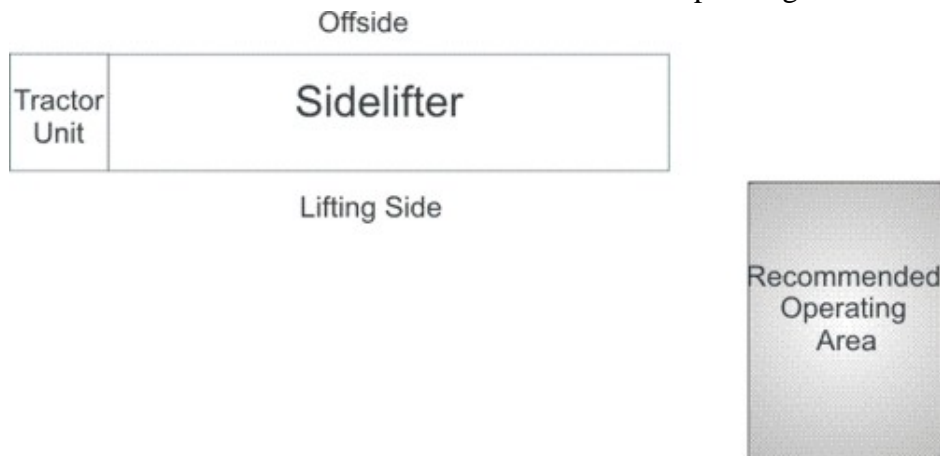 Offside
Tractor
Unit
Sidelifter
Lifting Side
Recommended
Operating
Area